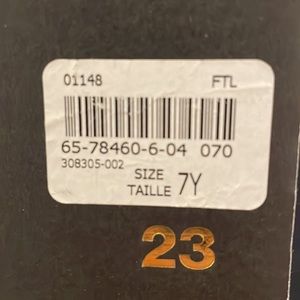 01148 FTL
65-78460-6-04 070
308305-002
SIZE
TAILLE 7Y
23